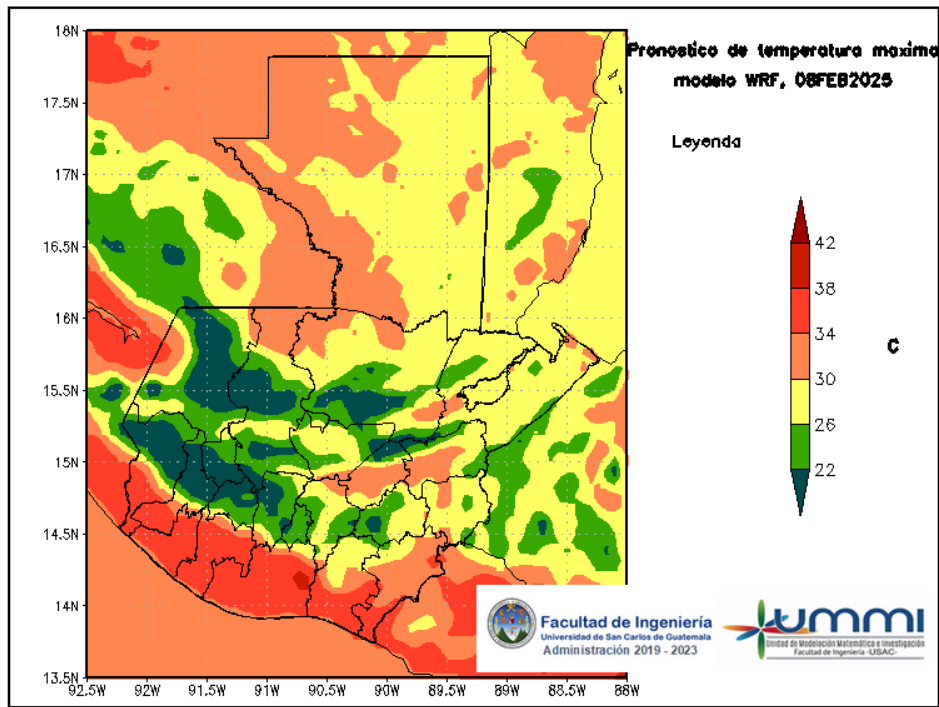 Pronostico de temperatura maxima
modelo WRF, 08FEB2025
Leyenda
42
38
34
30
26
22
C
18N
17.5N
17N
16.5N
16N
15.5N
15N
14.5N
14N
13.5N
92.5W 92W 91.5W 91W 90.5W 90W 89.5W 89W 88.5W 88W
Facultad de Ingeniería
Universidad de San Carlos de Guatemala
Administración 2019 - 2023
ummi
Unidad de Modelación Matemática e Investigación
Facultad de Ingeniería -USAC-